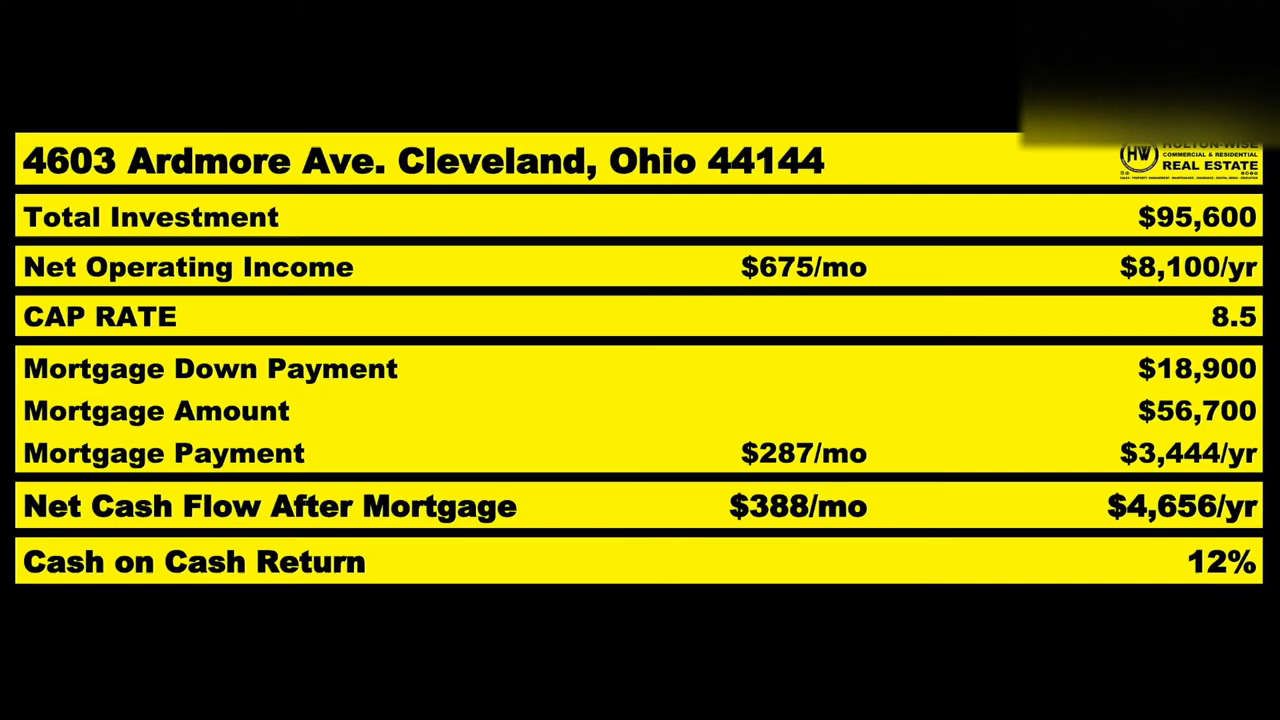 4603 Ardmore Ave. Cleveland, Ohio 44144
HW
COMMERCIAL & RESIDENTIAL
REAL ESTATE
Total Investment $95,600
Net Operating Income $675/mo $8,100/yr
CAP RATE 8.5
Mortgage Down Payment $18,900
Mortgage Amount $56,700
Mortgage Payment $287/mo $3,444/yr
Net Cash Flow After Mortgage $388/mo $4,656/yr
Cash on Cash Return 12%